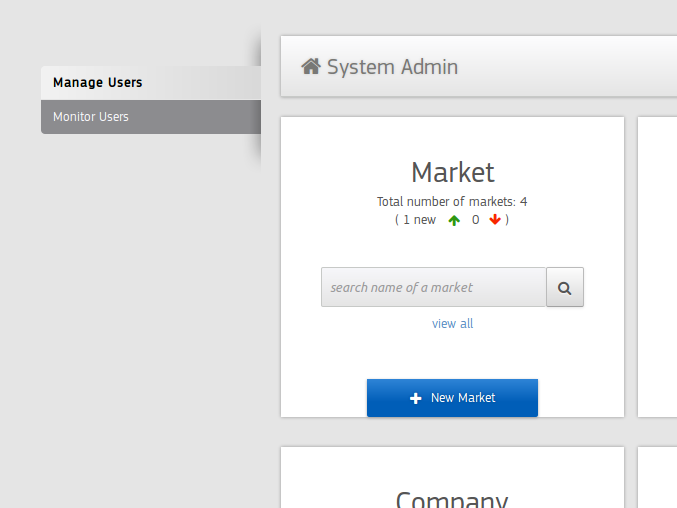 Manage Users
Monitor Users
System Admin
Market
Total number of markets: 4
( 1 new 0 )
search name of a market
view all
New Market
Company